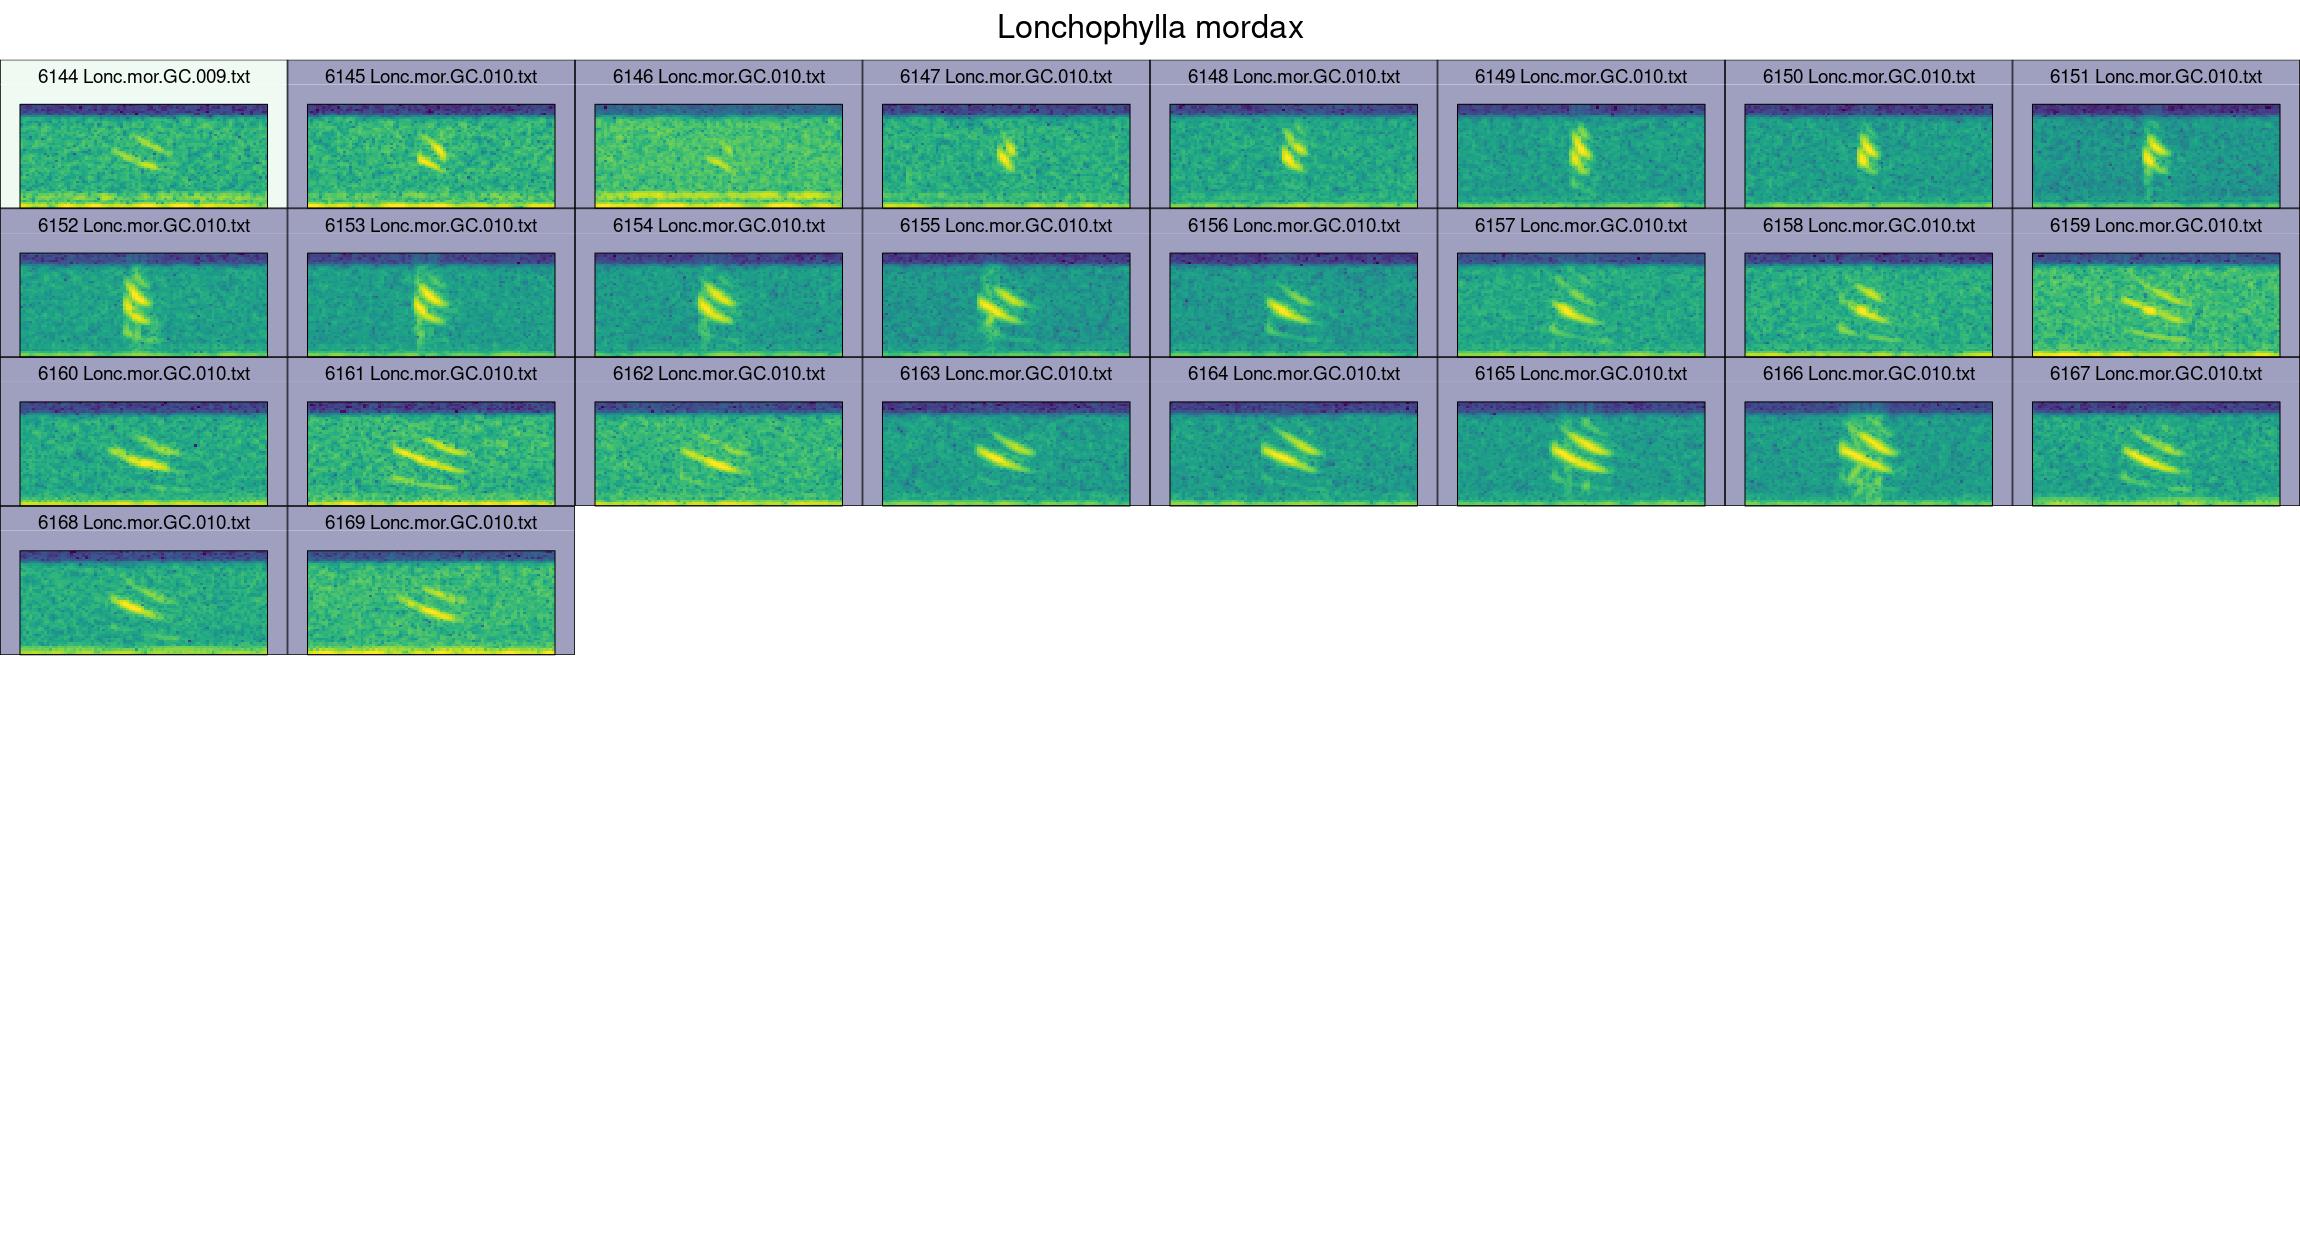 Lonchophylla mordax
6144 Lonc.mor.GC.009.txt 6145 Lonc.mor.GC.010.txt 6146 Lonc.mor.GC.010.txt 6147 Lonc.mor.GC.010.txt 6148 Lonc.mor.GC.010.txt 6149 Lonc.mor.GC.010.txt 6150 Lonc.mor.GC.010.txt 6151 Lonc.mor.GC.010.txt
6152 Lonc.mor.GC.010.txt 6153 Lonc.mor.GC.010.txt 6154 Lonc.mor.GC.010.txt 6155 Lonc.mor.GC.010.txt 6156 Lonc.mor.GC.010.txt 6157 Lonc.mor.GC.010.txt 6158 Lonc.mor.GC.010.txt 6159 Lonc.mor.GC.010.txt
6160 Lonc.mor.GC.010.txt 6161 Lonc.mor.GC.010.txt 6162 Lonc.mor.GC.010.txt 6163 Lonc.mor.GC.010.txt 6164 Lonc.mor.GC.010.txt 6165 Lonc.mor.GC.010.txt 6166 Lonc.mor.GC.010.txt 6167 Lonc.mor.GC.010.txt
6168 Lonc.mor.GC.010.txt 6169 Lonc.mor.GC.010.txt